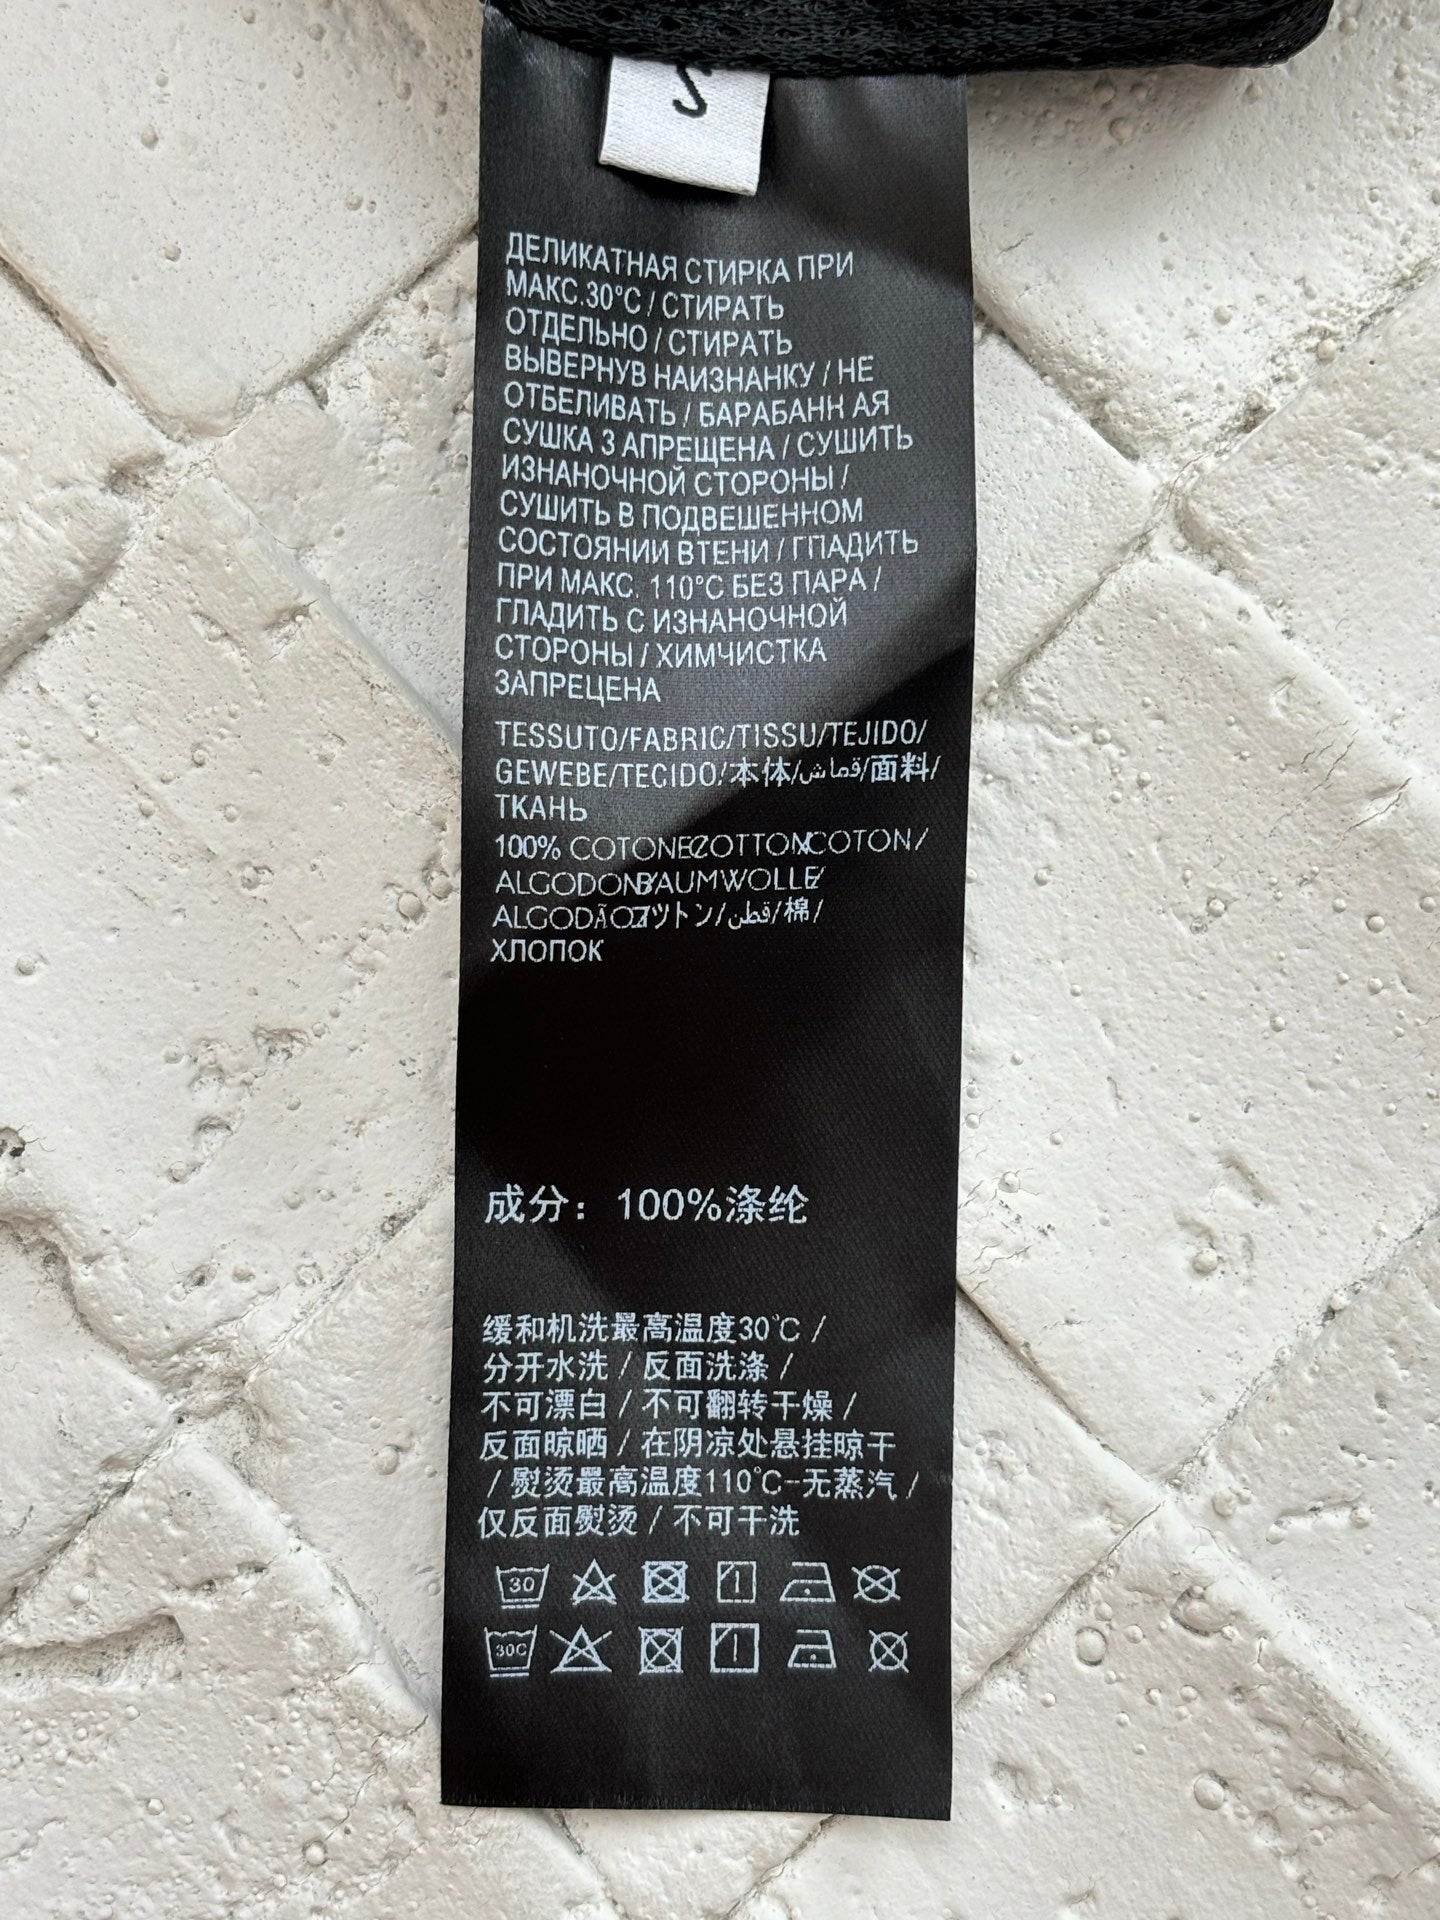 S
ДЕЛИКАТНАЯ СТИРКА ПРИ
МАКС.30°C / СТИРАТЬ
ОТДЕЛЬНО / СТИРАТЬ
ВЫВЕРНУВ НАИЗНАНКУ / НЕ
ОТБЕЛИВАТЬ / БАРАБАНН АЯ
СУШКА З АПРЕЩЕНА / СУШИТЬ
ИЗНАНОЧНОЙ СТОРОНЫ /
СУШИТЬ В ПОДВЕШЕННОМ
СОСТОЯНИИ ВТЕНИ / ГПАДИТЬ
ПРИ МАКС. 110°C БЕЗ ПАРА /
ГЛАДИТЬ С ИЗНАНОЧНОЙ
СТОРОНЫ / ХИМЧИСТКА
ЗАПРЕЦЕНА
TESSUTO/FABRIC/TISSU/TEJIDO/
GEWEBE/TECIDO/本体/قماش/面料/
ТКАНЬ
100% COTONE/COTTON/COTON/
ALGODON/BAUMWOLLE/
ALGODÃO/コットン/قطن/棉/
ХЛОПОК
成分：100%涤纶
缓和机洗最高温度30℃ /
分开水洗 / 反面洗涤 /
不可漂白 / 不可翻转干燥 /
反面晾晒 / 在阴凉处悬挂晾干
/ 熨烫最高温度110℃-无蒸汽 /
仅反面熨烫 / 不可干洗
30
30C